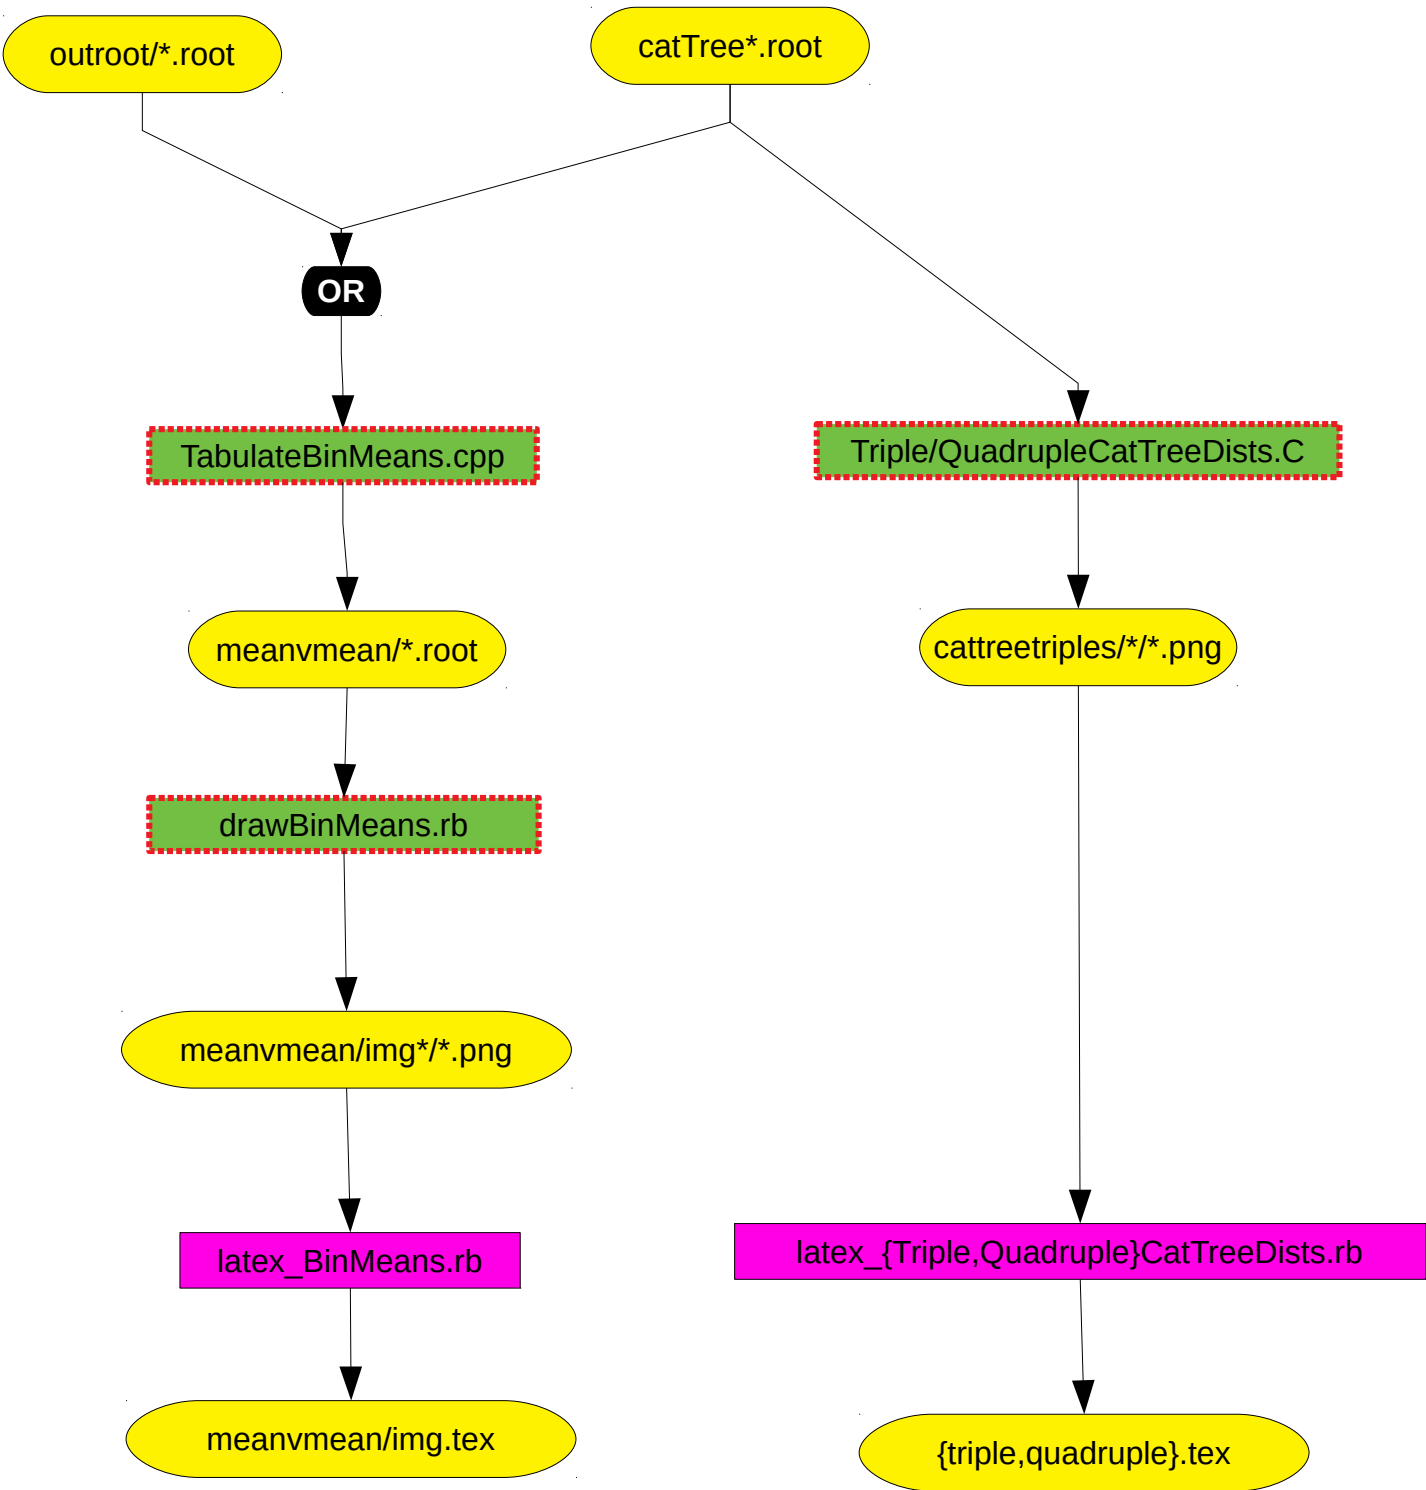 outroot/*.root
catTree*.root
OR
TabulateBinMeans.cpp
Triple/QuadrupleCatTreeDists.C
meanvmean/*.root
cattreetriples/*/*.png
drawBinMeans.rb
meanvmean/img*/*.png
latex_BinMeans.rb
latex_{Triple,Quadruple}CatTreeDists.rb
meanvmean/img.tex
{triple,quadruple}.tex